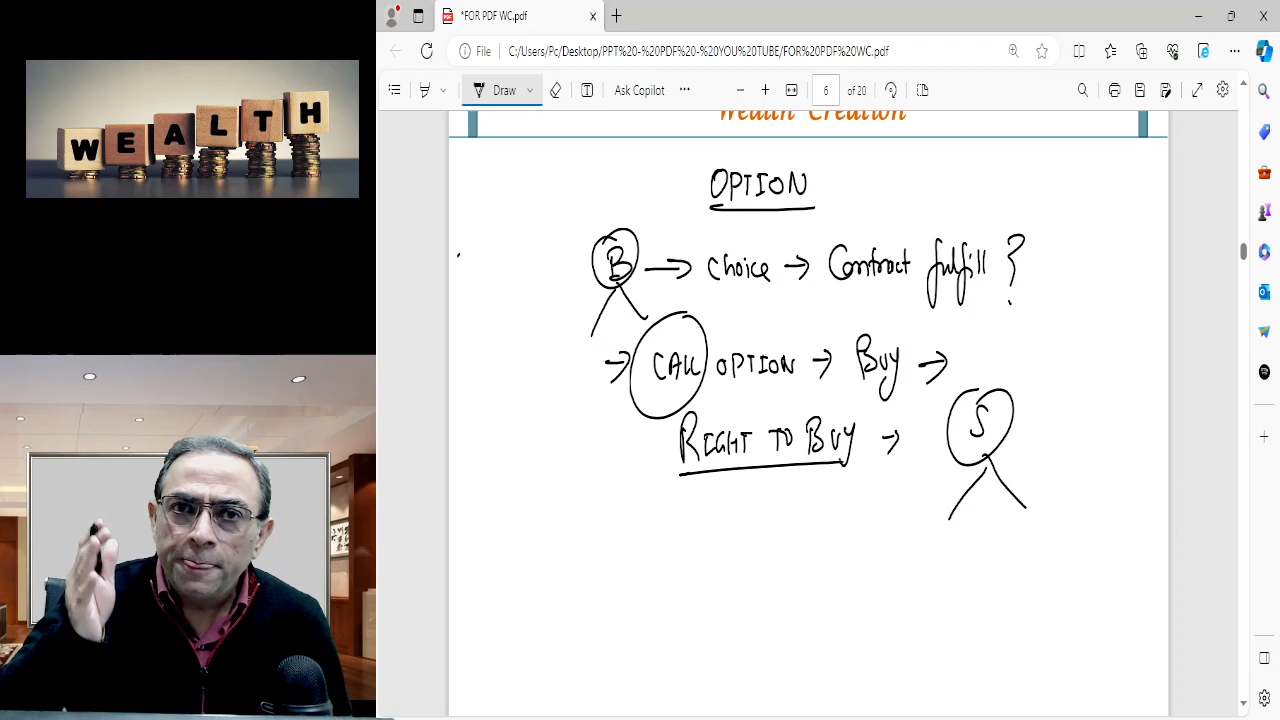 WEALTH
*FOR PDF WC.pdf
File C:/Users/Pc/Desktop/PPT%20-%20PDF%20-%20YOU%20TUBE/FOR%20PDF%20WC.pdf
Draw Ask Copilot 6 of 20
Wealth Creation
OPTION
B → choice → Contract fulfill ?
→ CALL OPTION → Buy →
RIGHT TO BUY → S